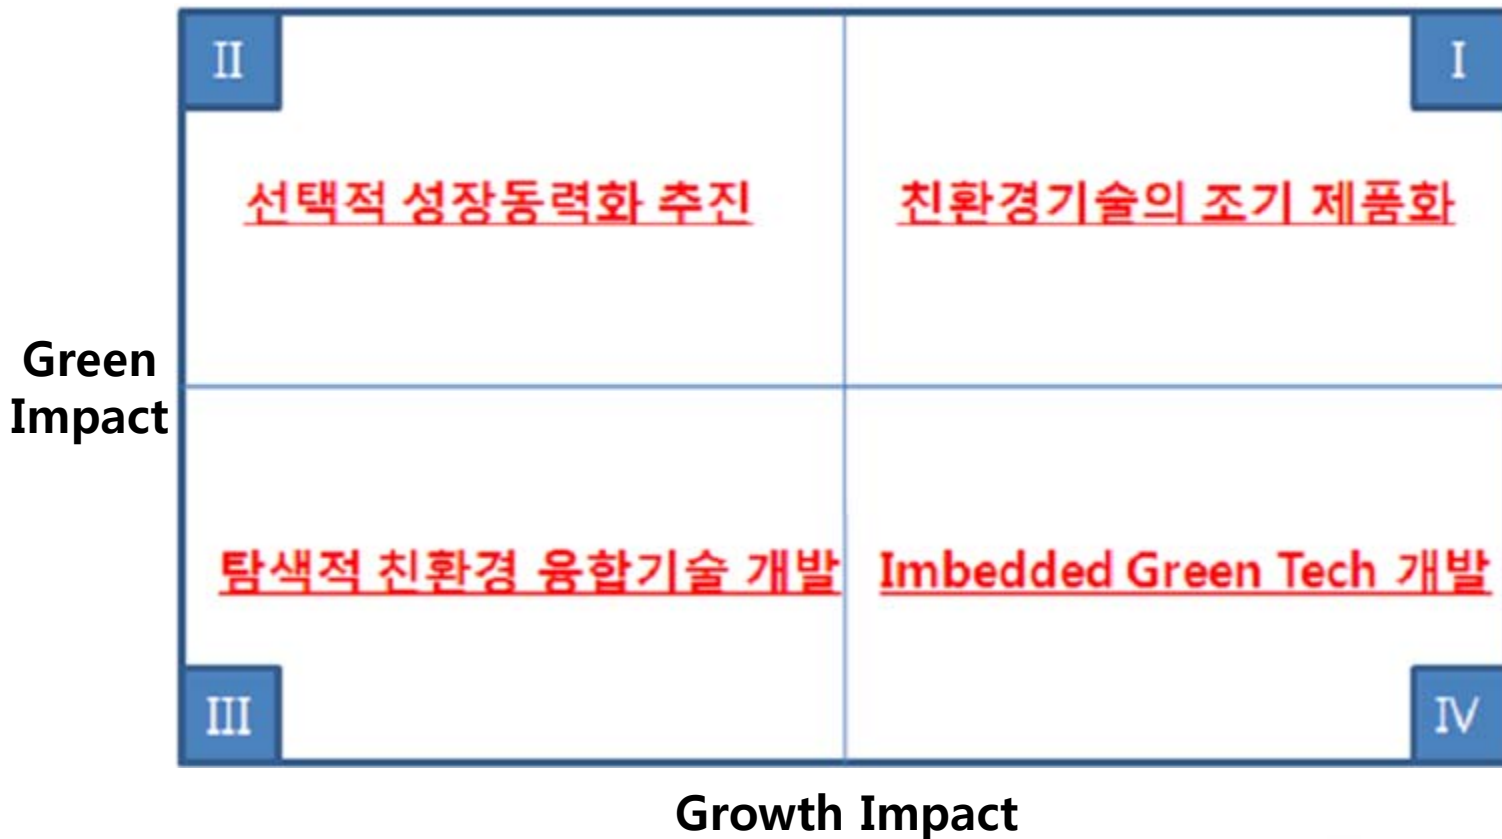 II
I
선택적 성장동력화 추진
친환경기술의 조기 제품화
Green
Impact
탐색적 친환경 융합기술 개발
Imbedded Green Tech 개발
III
IV
Growth Impact